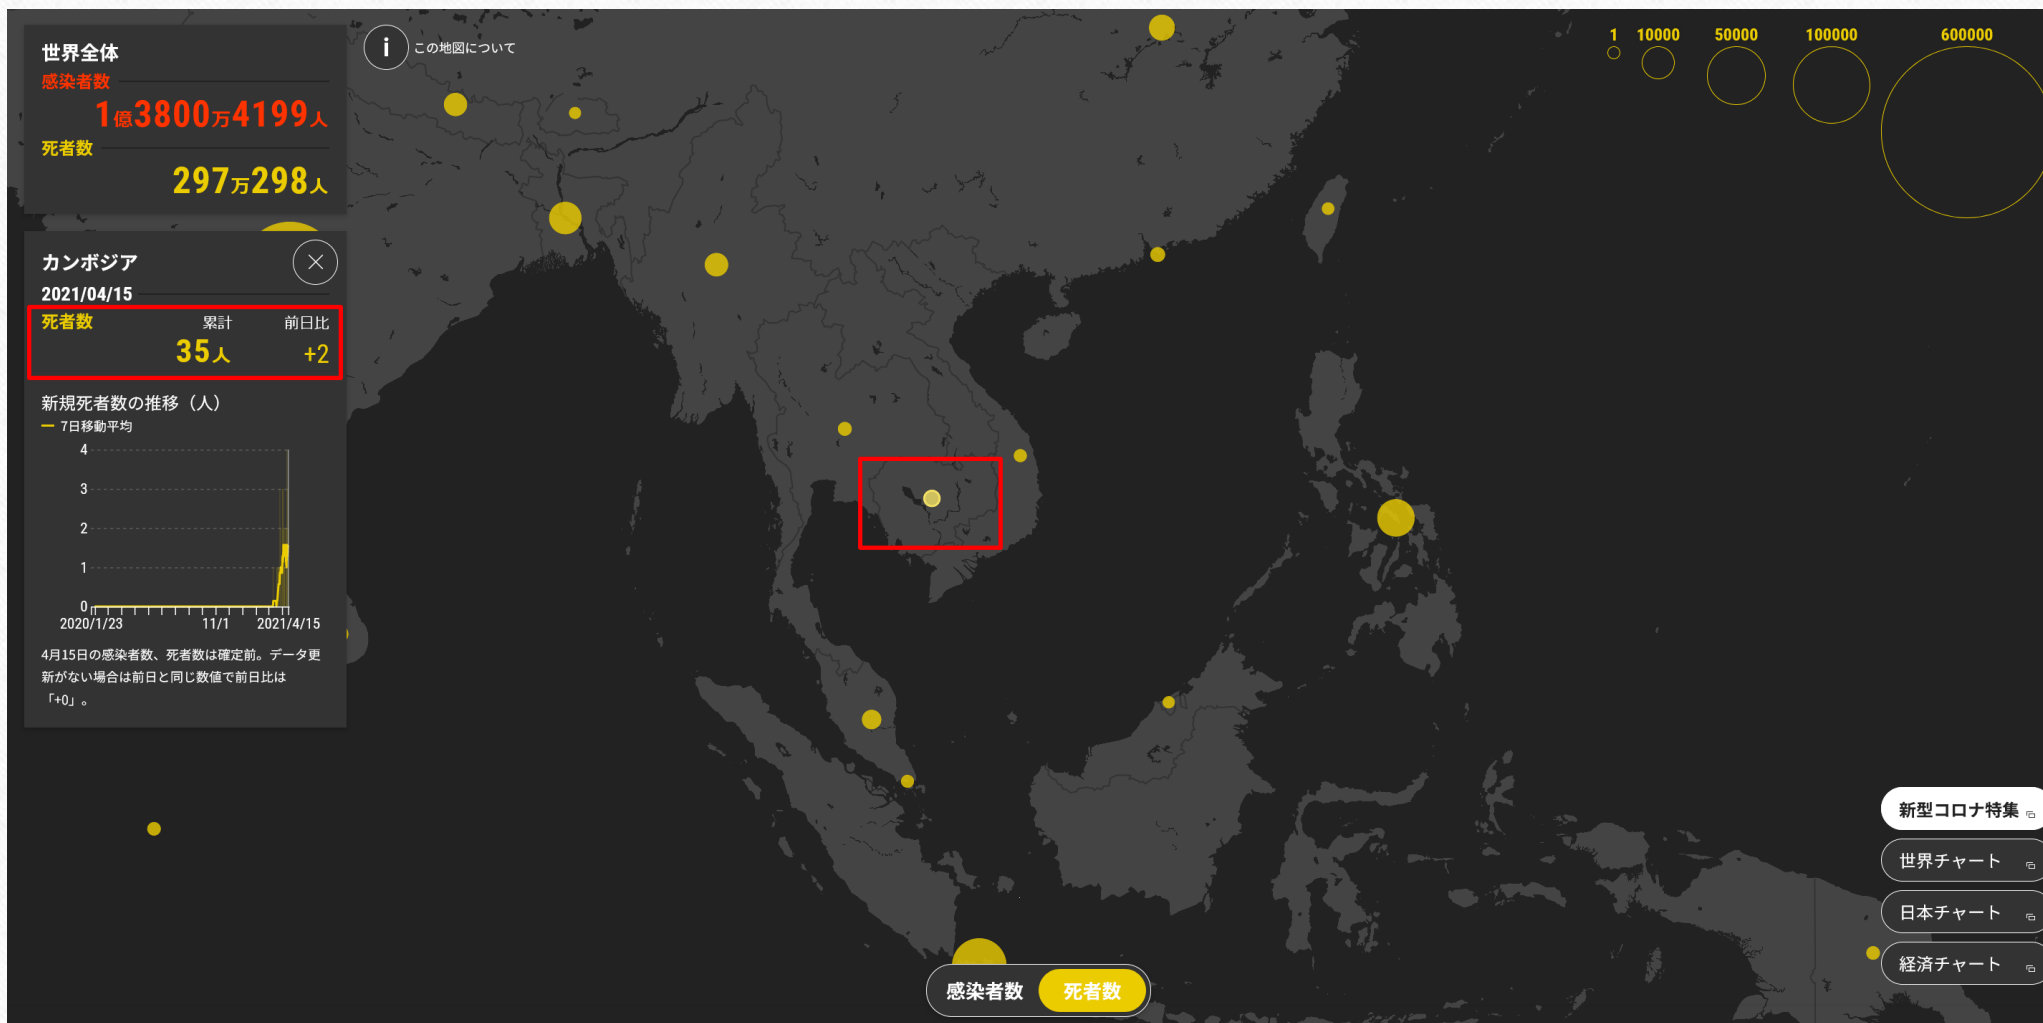 世界全体
感染者数
1億3800万4199人
死者数
297万298人
i この地図について
1 10000 50000 100000 600000
カンボジア
2021/04/15
死者数 累計 前日比
35人 +2
新規死者数の推移（人）
7日移動平均
4
3
2
1
0
2020/1/23 11/1 2021/4/15
4月15日の感染者数、死者数は確定前。データ更
新がない場合は前日と同じ数値で前日比は
「+0」。
新型コロナ特集
世界チャート
日本チャート
経済チャート
感染者数 死者数